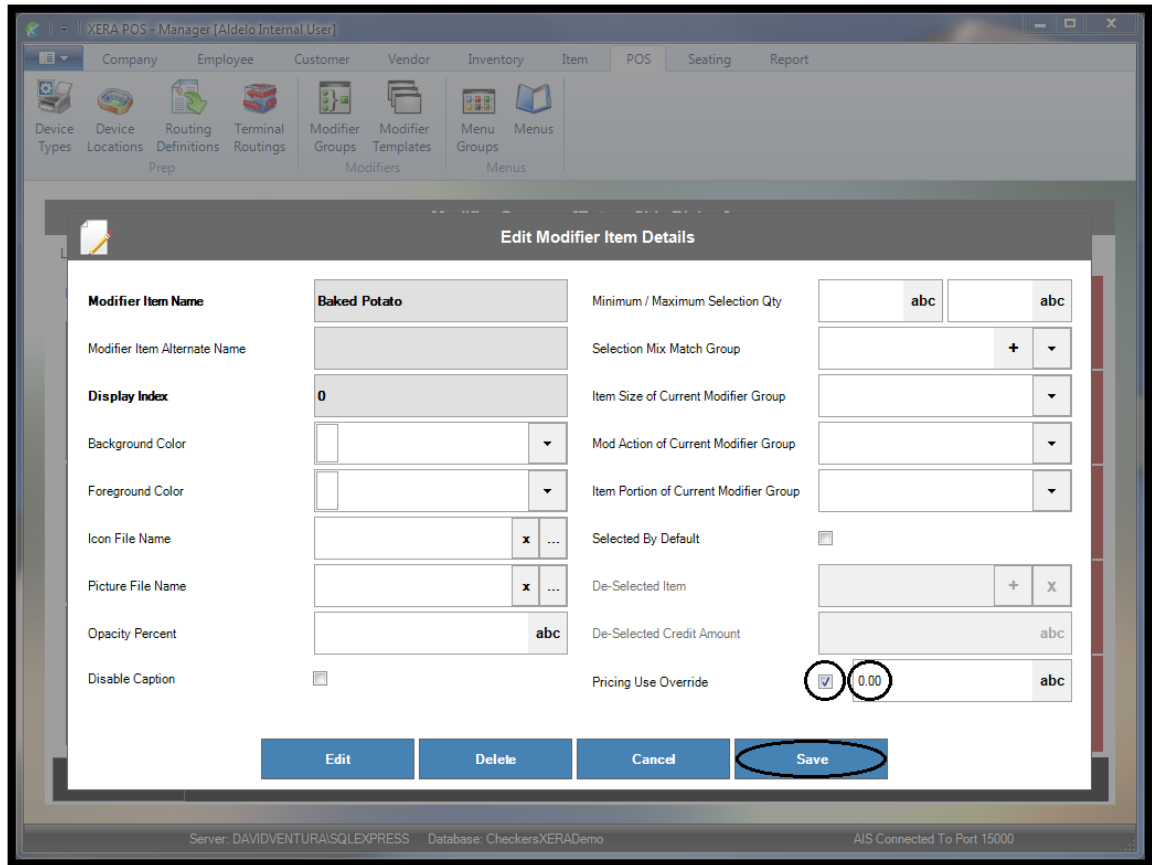 XERA POS - Manager [Aldelo Internal User]
Company Employee Customer Vendor Inventory Item POS Seating Report
Device Types
Device Locations
Routing Definitions
Terminal Routings
Modifier Groups
Modifier Templates
Menu Groups
Menus
Prep Modifiers Menus
Edit Modifier Item Details
Modifier Item Name Baked Potato
Modifier Item Alternate Name
Display Index 0
Background Color
Foreground Color
Icon File Name x ...
Picture File Name x ...
Opacity Percent abc
Disable Caption
Minimum / Maximum Selection Qty abc abc
Selection Mix Match Group +
Item Size of Current Modifier Group
Mod Action of Current Modifier Group
Item Portion of Current Modifier Group
Selected By Default
De-Selected Item + X
De-Selected Credit Amount abc
Pricing Use Override 0.00 abc
Edit Delete Cancel Save
Server: DAVIDVENTURA\SQLEXPRESS Database: CheckersXERADemo AIS Connected To Port 15000